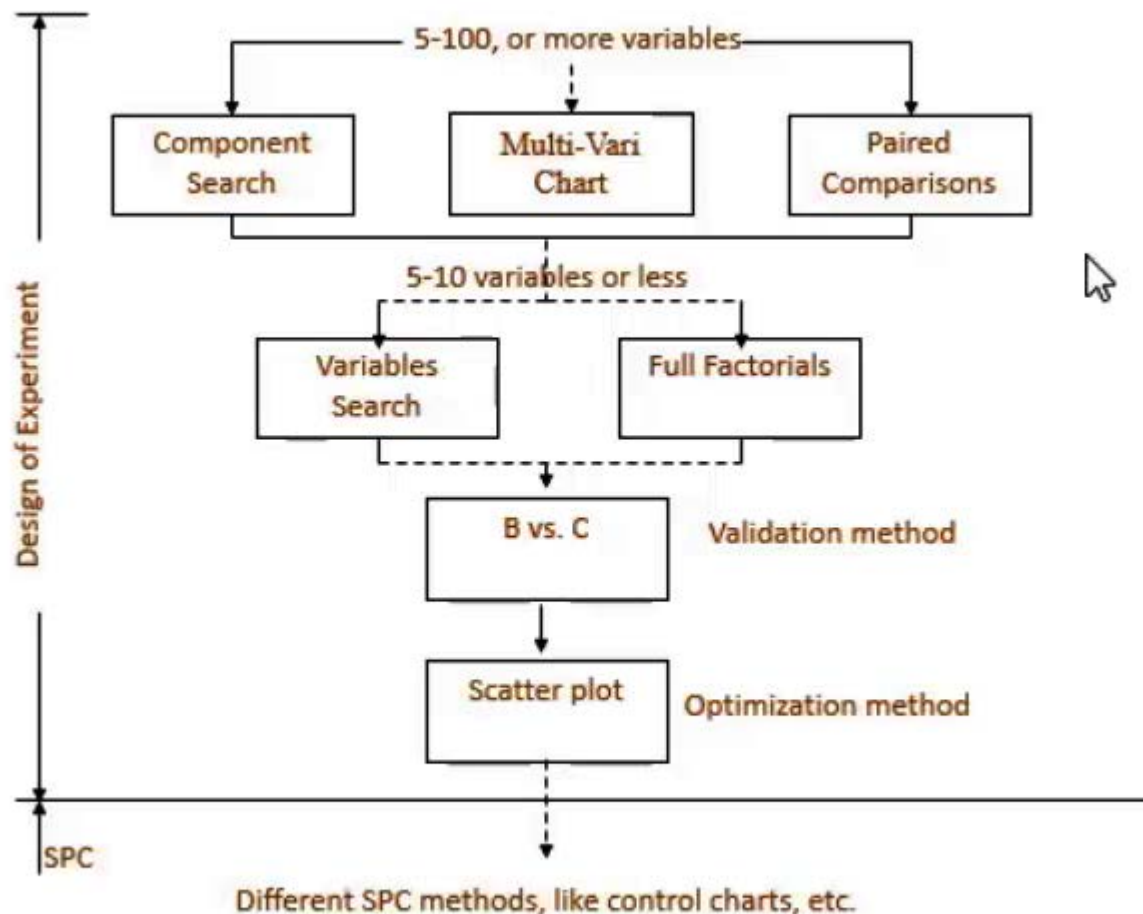 5-100, or more variables
Component
Search
Multi-Vari
Chart
Paired
Comparisons
5-10 variables or less
Variables
Search
Full Factorials
Design of Experiment
B vs. C
Validation method
Scatter plot
Optimization method
SPC
Different SPC methods, like control charts, etc.